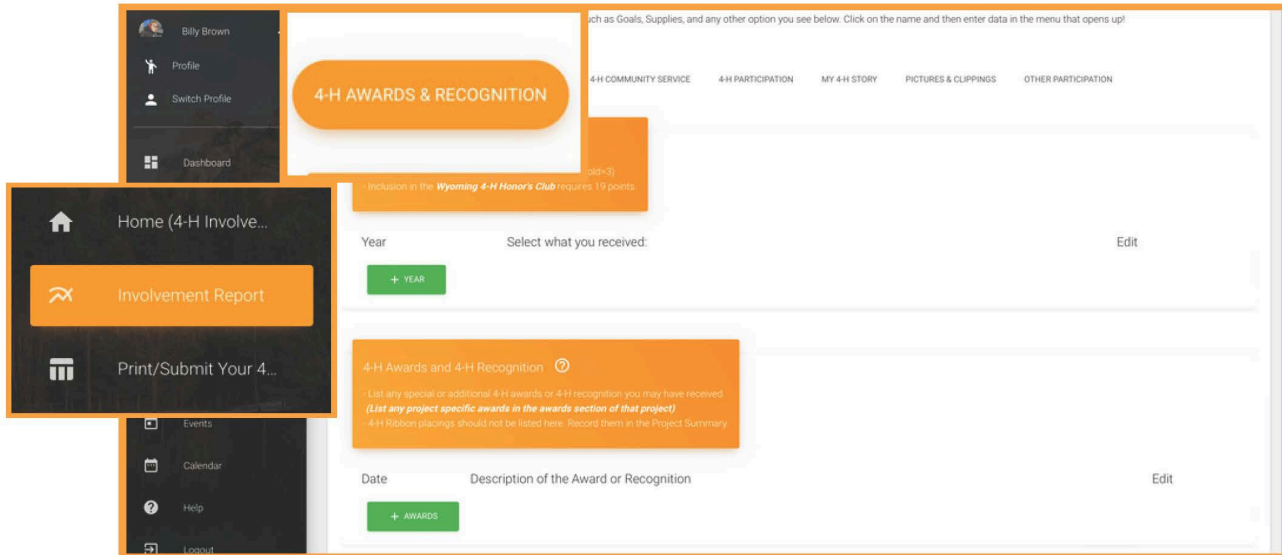 Billy Brown
Profile
Switch Profile
Dashboard
Home (4-H Involve...
Involvement Report
Print/Submit Your 4...
Events
Calendar
Help
Logout
4-H AWARDS & RECOGNITION
such as Goals, Supplies, and any other option you see below. Click on the name and then enter data in the menu that opens up!
4-H COMMUNITY SERVICE 4-H PARTICIPATION MY 4-H STORY PICTURES & CLIPPINGS OTHER PARTICIPATION
old=3)
- Inclusion in the Wyoming 4-H Honor's Club requires 19 points.
Year Select what you received: Edit
+ YEAR
4-H Awards and 4-H Recognition
- List any special or additional 4-H awards or 4-H recognition you may have received.
(List any project specific awards in the awards section of that project)
- 4-H Ribbon placings should not be listed here. Record them in the Project Summary.
Date Description of the Award or Recognition Edit
+ AWARDS